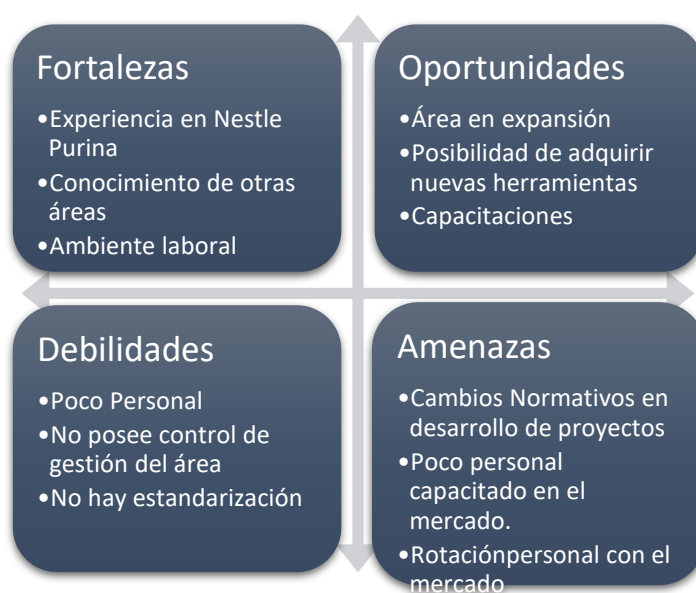 Fortalezas
•Experiencia en Nestle
Purina
•Conocimiento de otras
áreas
•Ambiente laboral
Oportunidades
•Área en expansión
•Posibilidad de adquirir
nuevas herramientas
•Capacitaciones
Debilidades
•Poco Personal
•No posee control de
gestión del área
•No hay estandarización
Amenazas
•Cambios Normativos en
desarrollo de proyectos
•Poco personal
capacitado en el
mercado.
•Rotaciónpersonal con el
mercado